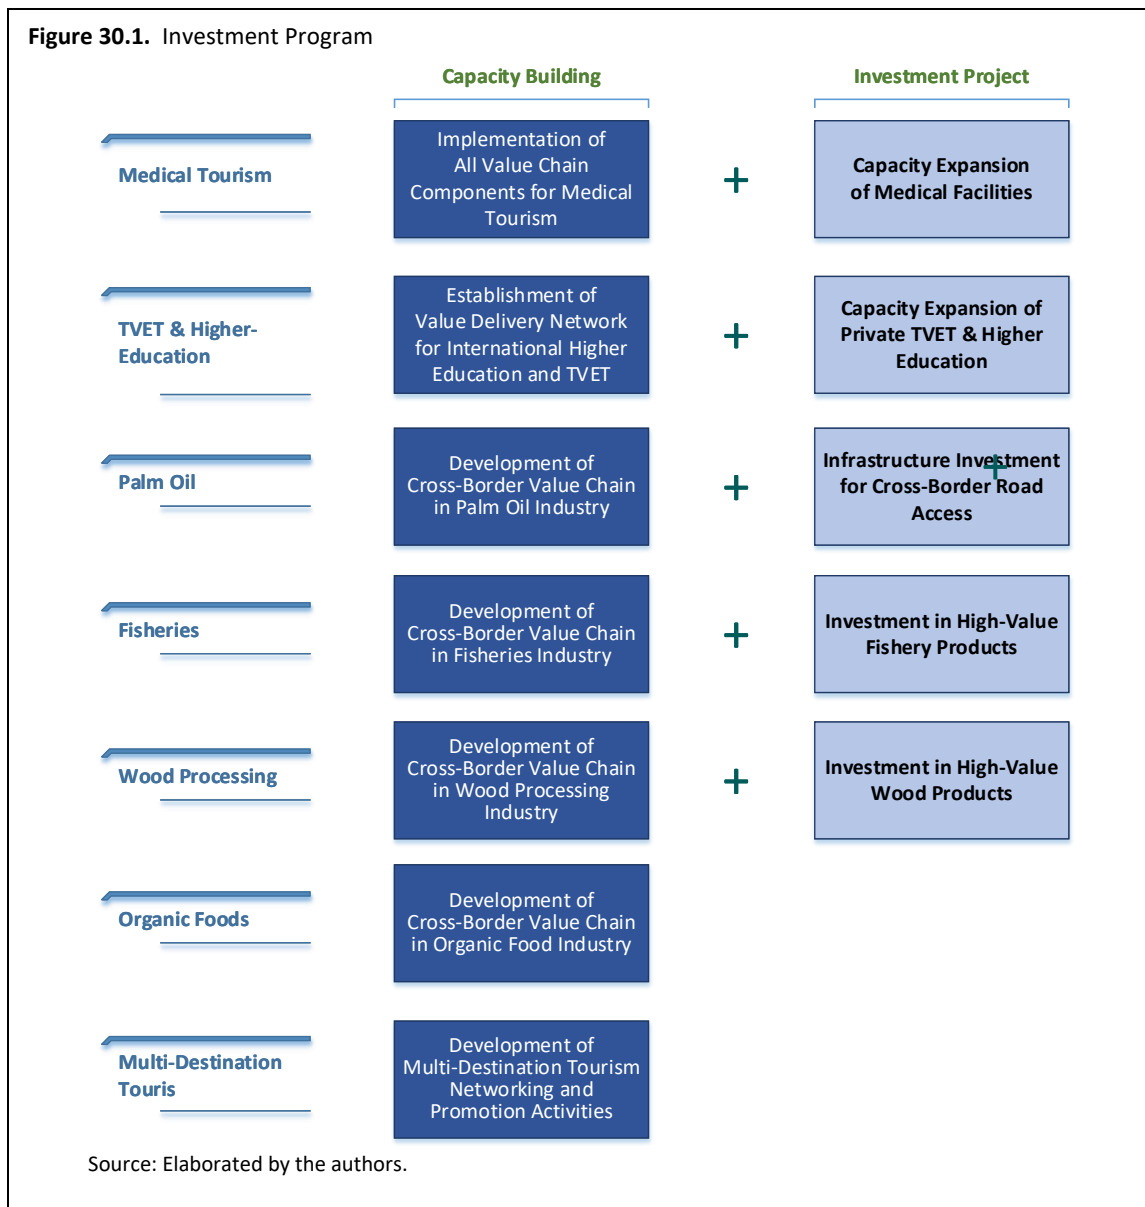 Figure 30.1. Investment Program
Capacity Building
Investment Project
Medical Tourism
Implementation of
All Value Chain
Components for Medical
Tourism
+
Capacity Expansion
of Medical Facilities
TVET & Higher-
Education
Establishment of
Value Delivery Network
for International Higher
Education and TVET
+
Capacity Expansion of
Private TVET & Higher
Education
Palm Oil
Development of
Cross-Border Value Chain
in Palm Oil Industry
+
Infrastructure Investment
for Cross-Border Road
Access
+
Fisheries
Development of
Cross-Border Value Chain
in Fisheries Industry
+
Investment in High-Value
Fishery Products
Wood Processing
Development of
Cross-Border Value Chain
in Wood Processing
Industry
+
Investment in High-Value
Wood Products
Organic Foods
Development of
Cross-Border Value Chain
in Organic Food Industry
Multi-Destination
Touris
Development of
Multi-Destination Tourism
Networking and
Promotion Activities
Source: Elaborated by the authors.